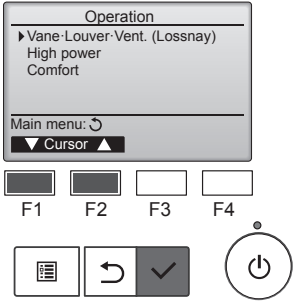 Operation
Vane·Louver·Vent. (Lossnay)
High power
Comfort
Main menu:
Cursor
F1 F2 F3 F4